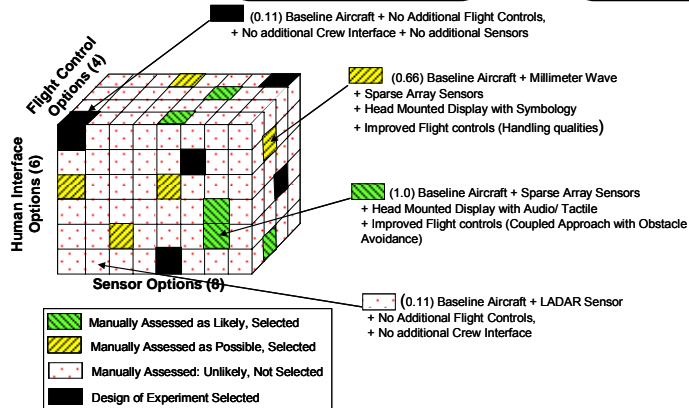 (0.11) Baseline Aircraft + No Additional Flight Controls,
+ No additional Crew Interface + No additional Sensors
Flight Control
Options (4)
(0.66) Baseline Aircraft + Millimeter Wave
+ Sparse Array Sensors
+ Head Mounted Display with Symbology
+ Improved Flight controls (Handling qualities)
Human Interface
Options (6)
(1.0) Baseline Aircraft + Sparse Array Sensors
+ Head Mounted Display with Audio/ Tactile
+ Improved Flight controls (Coupled Approach with Obstacle
Avoidance)
Sensor Options (8)
(0.11) Baseline Aircraft + LADAR Sensor
+ No Additional Flight Controls,
+ No additional Crew Interface
Manually Assessed as Likely, Selected
Manually Assessed as Possible, Selected
Manually Assessed: Unlikely, Not Selected
Design of Experiment Selected